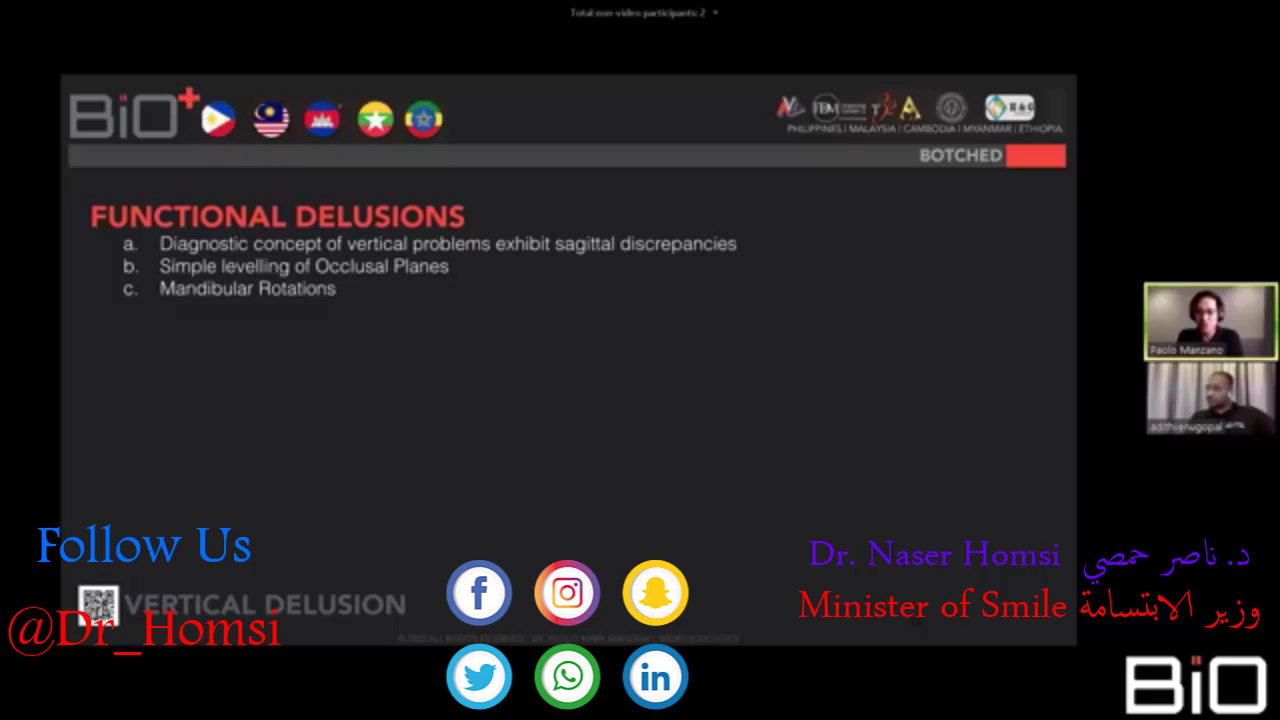 Total non-video participants: 2
BiO+
PHILIPPINES | MALAYSIA | CAMBODIA | MYANMAR | ETHIOPIA
BOTCHED
FUNCTIONAL DELUSIONS
a. Diagnostic concept of vertical problems exhibit sagittal discrepancies
b. Simple levelling of Occlusal Planes
c. Mandibular Rotations
Paolo Manzano
adithianugopal
Follow Us
Dr. Naser Homsi د. ناصر حمصي
VERTICAL DELUSION
@Dr_Homsi
Minister of Smile وزير الابتسامة
BiO